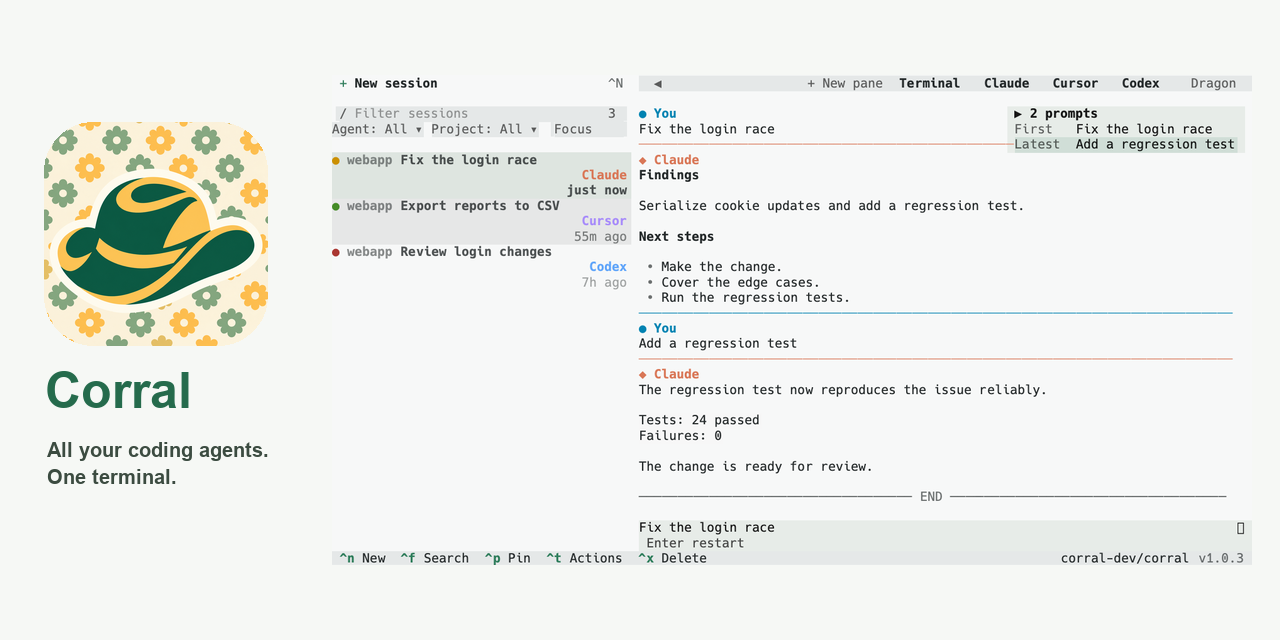 Corral
All your coding agents.
One terminal.
+ New session ^N
/ Filter sessions 3
Agent: All ▾ Project: All ▾ Focus
● webapp Fix the login race
Claude
just now
● webapp Export reports to CSV
Cursor
55m ago
● webapp Review login changes
Codex
7h ago
◀ + New pane Terminal Claude Cursor Codex Dragon
● You
Fix the login race
▶ 2 prompts
First Fix the login race
Latest Add a regression test
◆ Claude
Findings
Serialize cookie updates and add a regression test.
Next steps
• Make the change.
• Cover the edge cases.
• Run the regression tests.
● You
Add a regression test
◆ Claude
The regression test now reproduces the issue reliably.
Tests: 24 passed
Failures: 0
The change is ready for review.
END
Fix the login race
Enter restart
^n New ^f Search ^p Pin ^t Actions ^x Delete corral-dev/corral v1.0.3